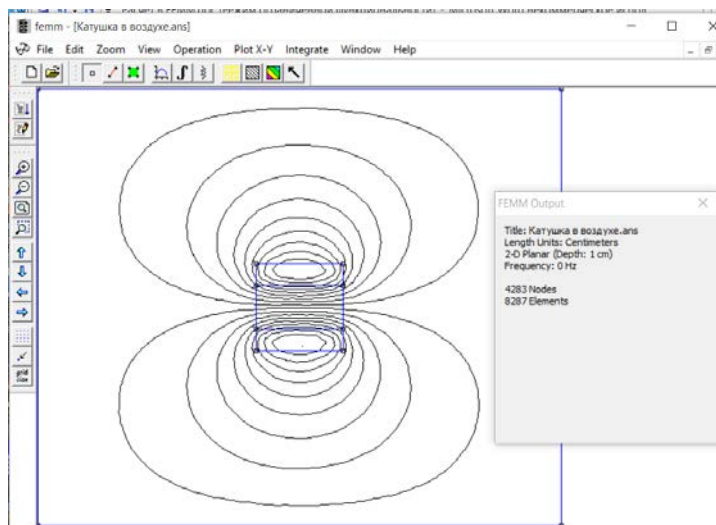 femm - [Катушка в воздухе.ans]
File Edit Zoom View Operation Plot X-Y Integrate Window Help
FEMM Output
Title: Катушка в воздухе.ans
Length Units: Centimeters
2-D Planar (Depth: 1 cm)
Frequency: 0 Hz
4283 Nodes
8287 Elements